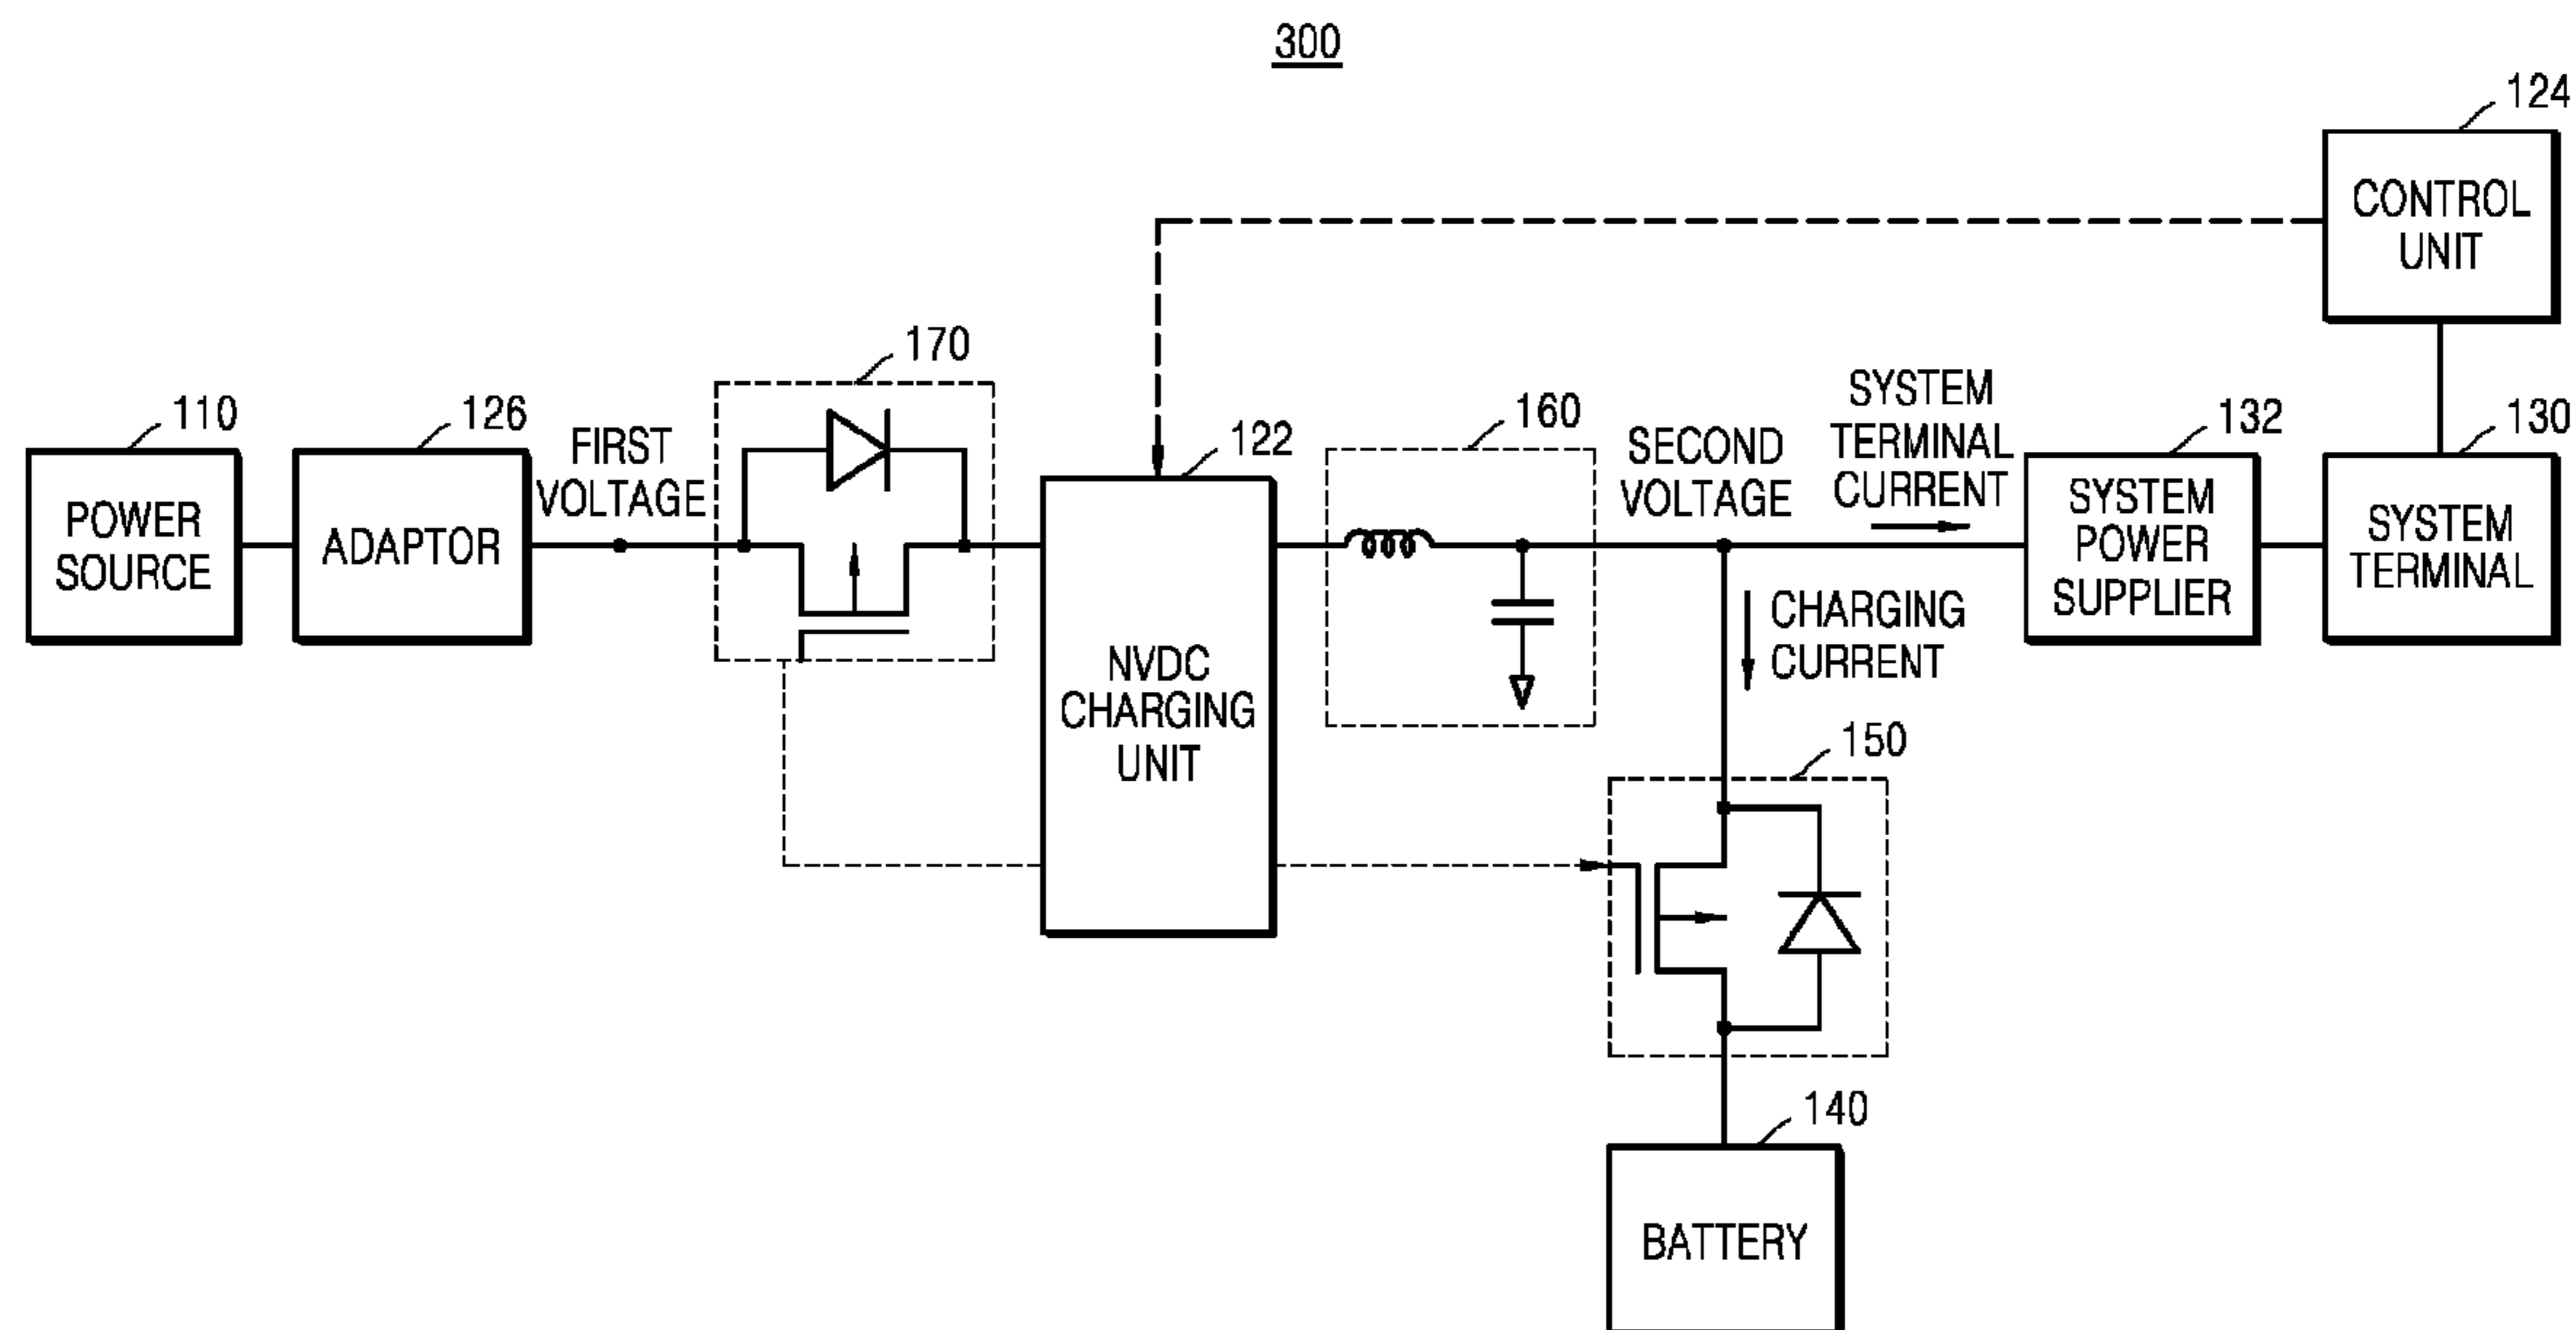 300
124
CONTROL
UNIT
170
110
126
FIRST
VOLTAGE
122
160
SECOND
VOLTAGE
SYSTEM
TERMINAL
CURRENT
132
130
POWER
SOURCE
ADAPTOR
SYSTEM
POWER
SUPPLIER
SYSTEM
TERMINAL
NVDC
CHARGING
UNIT
CHARGING
CURRENT
150
140
BATTERY